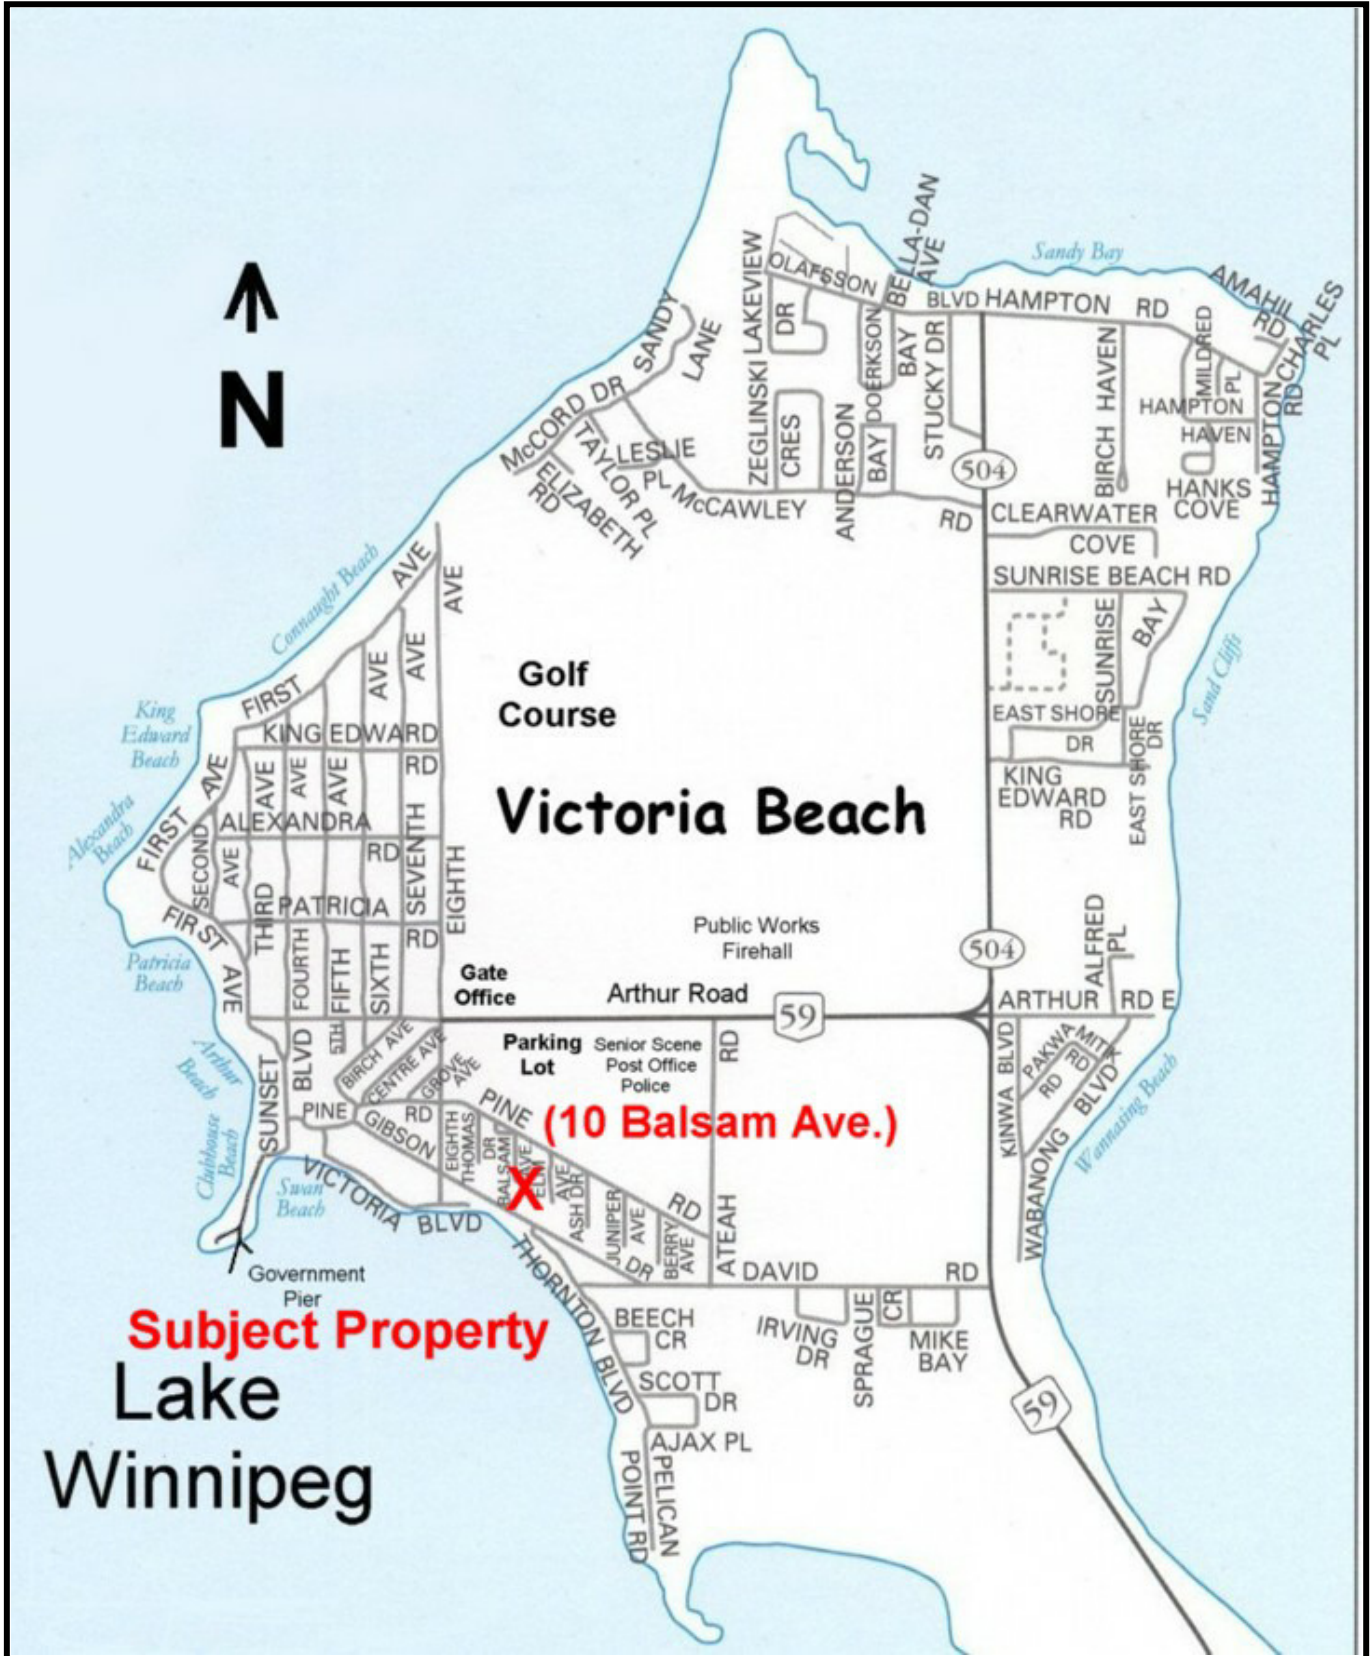 BELLA-DAN
AVE
Sandy Bay
AMAHIL
RD
CHARLES
PL
LAKEVIEW
DR
OLAFSSON
BLVD
HAMPTON
RD
N
SANDY
LANE
McCORD DR
DOERKSON
BAY
BAY
STUCKY DR
BIRCH HAVEN
MILDRED
PL
HAMPTON
RD
HAMPTON
HAVEN
ZEGLINSKI
CRES
ANDERSON
TAYLOR PL
LESLIE
PL
ELIZABETH
RD
McCAWLEY
RD
504
HANKS
COVE
CLEARWATER
COVE
SUNRISE BEACH RD
SUNRISE
BAY
Connaught Beach
AVE
AVE
AVE
AVE
FIRST
Golf
Course
Sand Cliffs
EAST SHORE
DR
EAST SHORE
DR
King
Edward
Beach
KING EDWARD
RD
KING
EDWARD
RD
AVE
AVE
AVE
AVE
Victoria Beach
Alexandra
Beach
FIRST
ALEXANDRA
RD
SECOND
AVE
SEVENTH
EIGHTH
THIRD
PATRICIA
RD
FIRST
AVE
FOURTH
FIFTH
SIXTH
Patricia
Beach
Public Works
Firehall
504
ALFRED
PL
Gate
Office
Arthur Road
59
ARTHUR
RD E
Arthur
Beach
SUNSET
BLVD
5TH
BIRCH AVE
CENTRE AVE
GROVE
AVE
Parking
Lot
Senior Scene
Post Office
Police
RD
KINWA BLVD
PAKWA
RD
MITIK
RD
WABANONG
BLVD
Wannasing Beach
PINE
RD
GIBSON
PINE
RD
(10 Balsam Ave.)
Clubhouse
Beach
EIGHTH
THOMAS
DR
BALSAM
AVE
ELM
AVE
X
ASH DR
JUNIPER
AVE
BERRY
AVE
DR
ATEAH
Swan
Beach
VICTORIA
BLVD
THORNTON
BLVD
DAVID
RD
Government
Pier
Subject Property
BEECH
CR
IRVING
DR
SPRAGUE
CR
MIKE
BAY
Lake
Winnipeg
SCOTT
DR
59
AJAX PL
PELICAN
POINT RD